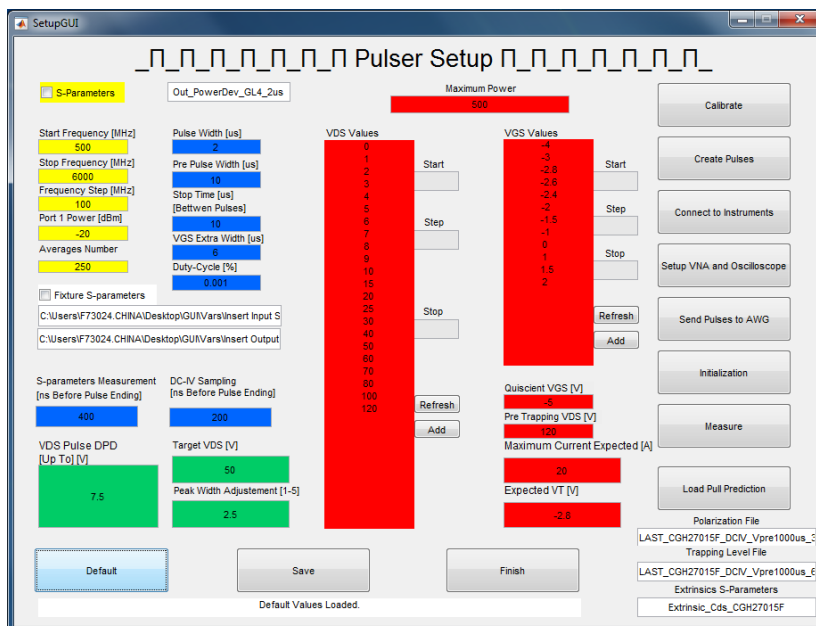 SetupGUI
_Π_Π_Π_Π_Π_Π_Π Pulser Setup Π_Π_Π_Π_Π_Π_Π_
S-Parameters
Out_PowerDev_GL4_2us
Maximum Power
500
Calibrate
Start Frequency [MHz]
500
Stop Frequency [MHz]
6000
Frequency Step [MHz]
100
Port 1 Power [dBm]
-20
Averages Number
250
Pulse Width [us]
2
Pre Pulse Width [us]
10
Stop Time [us]
[Bettwen Pulses]
10
VGS Extra Width [us]
6
Duty-Cycle [%]
0.001
VDS Values
0
1
2
3
4
5
6
7
8
9
10
15
20
25
30
40
50
60
70
80
100
120
Start
Step
Stop
Refresh
Add
VGS Values
-4
-3
-2.8
-2.6
-2.4
-2
-1.5
-1
0
1
1.5
2
Start
Step
Stop
Refresh
Add
Create Pulses
Connect to Instruments
Setup VNA and Oscilloscope
Send Pulses to AWG
Initialization
Measure
Load Pull Prediction
Fixture S-parameters
C:\Users\F73024.CHINA\Desktop\GUI\Vars\Insert Input S
C:\Users\F73024.CHINA\Desktop\GUI\Vars\Insert Output
S-parameters Measurement
[ns Before Pulse Ending]
400
DC-IV Sampling
[ns Before Pulse Ending]
200
VDS Pulse DPD
[Up To] [V]
7.5
Target VDS [V]
50
Peak Width Adjustement [1-5]
2.5
Quiscient VGS [V]
-5
Pre Trapping VDS [V]
120
Maximum Current Expected [A]
20
Expected VT [V]
-2.8
Polarization File
LAST_CGH27015F_DCIV_Vpre1000us_3
Trapping Level File
LAST_CGH27015F_DCIV_Vpre1000us_6
Extrinsics S-Parameters
Extrinsic_Cds_CGH27015F
Default
Save
Finish
Default Values Loaded.